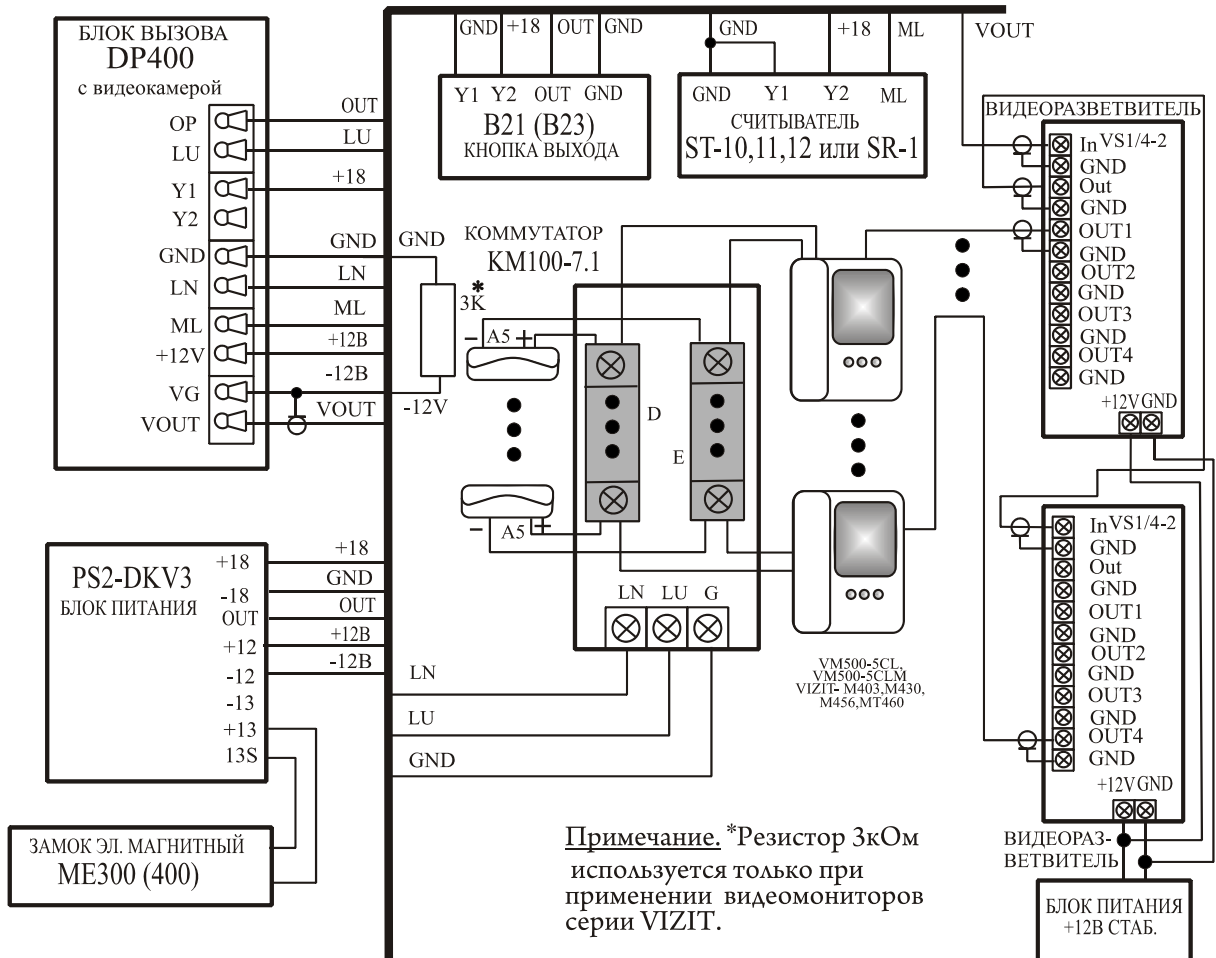 БЛОК ВЫЗОВА
DP400
с видеокамерой
OP
LU
Y1
Y2
GND
LN
ML
+12V
VG
VOUT
OUT
LU
+18
GND
LN
ML
+12В
-12В
VOUT
GND
3К
*
-12V
GND
+18
OUT
GND
Y1 Y2 OUT GND
B21 (B23)
КНОПКА ВЫХОДА
GND
+18
ML
GND Y1 Y2 ML
СЧИТЫВАТЕЛЬ
ST-10,11,12 или SR-1
VOUT
ВИДЕОРАЗВЕТВИТЕЛЬ
In VS1/4-2
GND
Out
GND
OUT1
GND
OUT2
GND
OUT3
GND
OUT4
GND
+12V GND
КОММУТАТОР
КМ100-7.1
- A5 +
D
E
- A5 +
LN LU G
VM500-5CL,
VM500-5CLM
VIZIT- M403,M430,
M456,MT460
In VS1/4-2
GND
Out
GND
OUT1
GND
OUT2
GND
OUT3
GND
OUT4
GND
+12V GND
ВИДЕОРАЗ-
ВЕТВИТЕЛЬ
БЛОК ПИТАНИЯ
+12В СТАБ.
PS2-DKV3
БЛОК ПИТАНИЯ
+18
-18
OUT
+12
-12
-13
+13
13S
+18
GND
OUT
+12В
-12В
LN
LU
GND
ЗАМОК ЭЛ. МАГНИТНЫЙ
ME300 (400)
Примечание. *Резистор 3кОм
используется только при
применении видеомониторов
серии VIZIT.